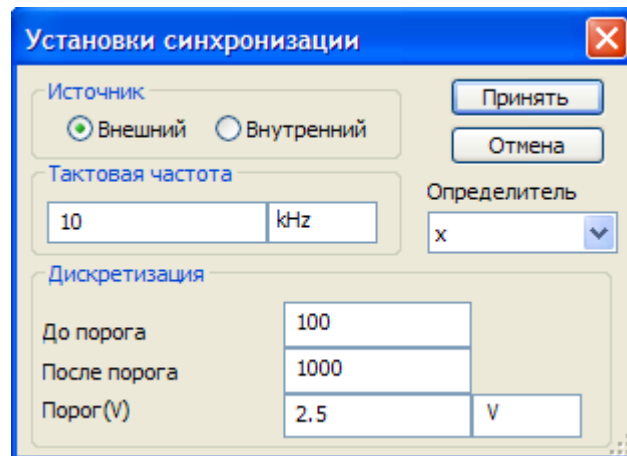 Установки синхронизации
Источник
Внешний Внутренний
Принять
Отмена
Тактовая частота
10 kHz
Определитель
x
Дискретизация
До порога 100
После порога 1000
Порог(V) 2.5 V